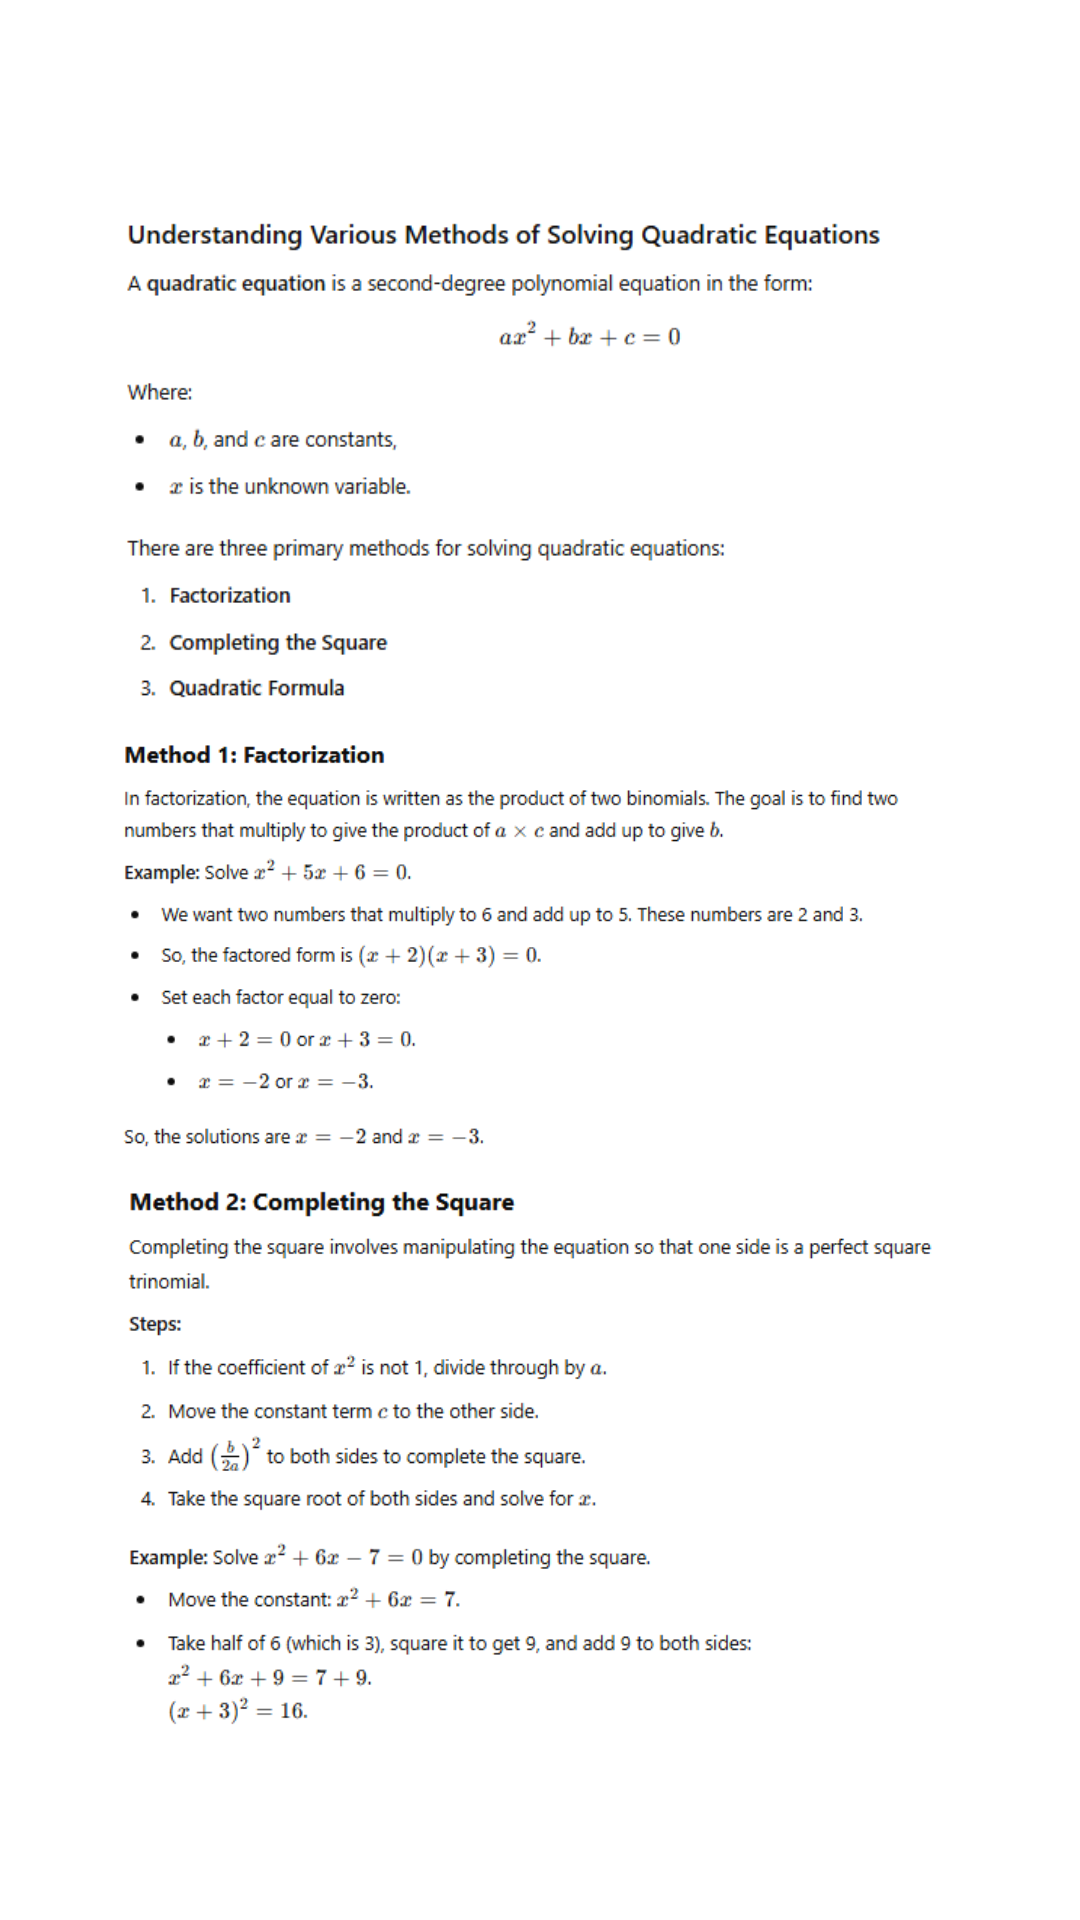 Understanding Various Methods of Solving Quadratic Equations
A quadratic equation is a second-degree polynomial equation in the form:
ax² + bx + c = 0
Where:
• a, b, and c are constants,
• x is the unknown variable.
There are three primary methods for solving quadratic equations:
1. Factorization
2. Completing the Square
3. Quadratic Formula
Method 1: Factorization
In factorization, the equation is written as the product of two binomials. The goal is to find two
numbers that multiply to give the product of a × c and add up to give b.
Example: Solve x² + 5x + 6 = 0.
• We want two numbers that multiply to 6 and add up to 5. These numbers are 2 and 3.
• So, the factored form is (x + 2)(x + 3) = 0.
• Set each factor equal to zero:
• x + 2 = 0 or x + 3 = 0.
• x = −2 or x = −3.
So, the solutions are x = −2 and x = −3.
Method 2: Completing the Square
Completing the square involves manipulating the equation so that one side is a perfect square
trinomial.
Steps:
1. If the coefficient of x² is not 1, divide through by a.
2. Move the constant term c to the other side.
3. Add (b/2a)² to both sides to complete the square.
4. Take the square root of both sides and solve for x.
Example: Solve x² + 6x − 7 = 0 by completing the square.
• Move the constant: x² + 6x = 7.
• Take half of 6 (which is 3), square it to get 9, and add 9 to both sides:
x² + 6x + 9 = 7 + 9.
(x + 3)² = 16.